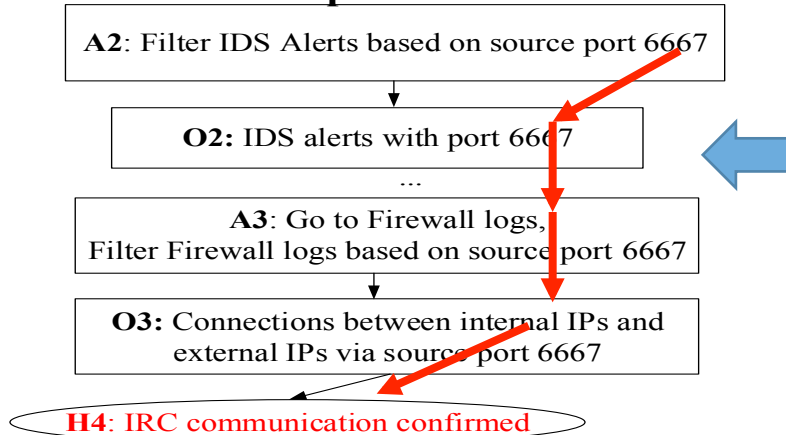 A2: Filter IDS Alerts based on source port 6667
O2: IDS alerts with port 6667
...
A3: Go to Firewall logs,
Filter Firewall logs based on source port 6667
O3: Connections between internal IPs and
external IPs via source port 6667
H4: IRC communication confirmed